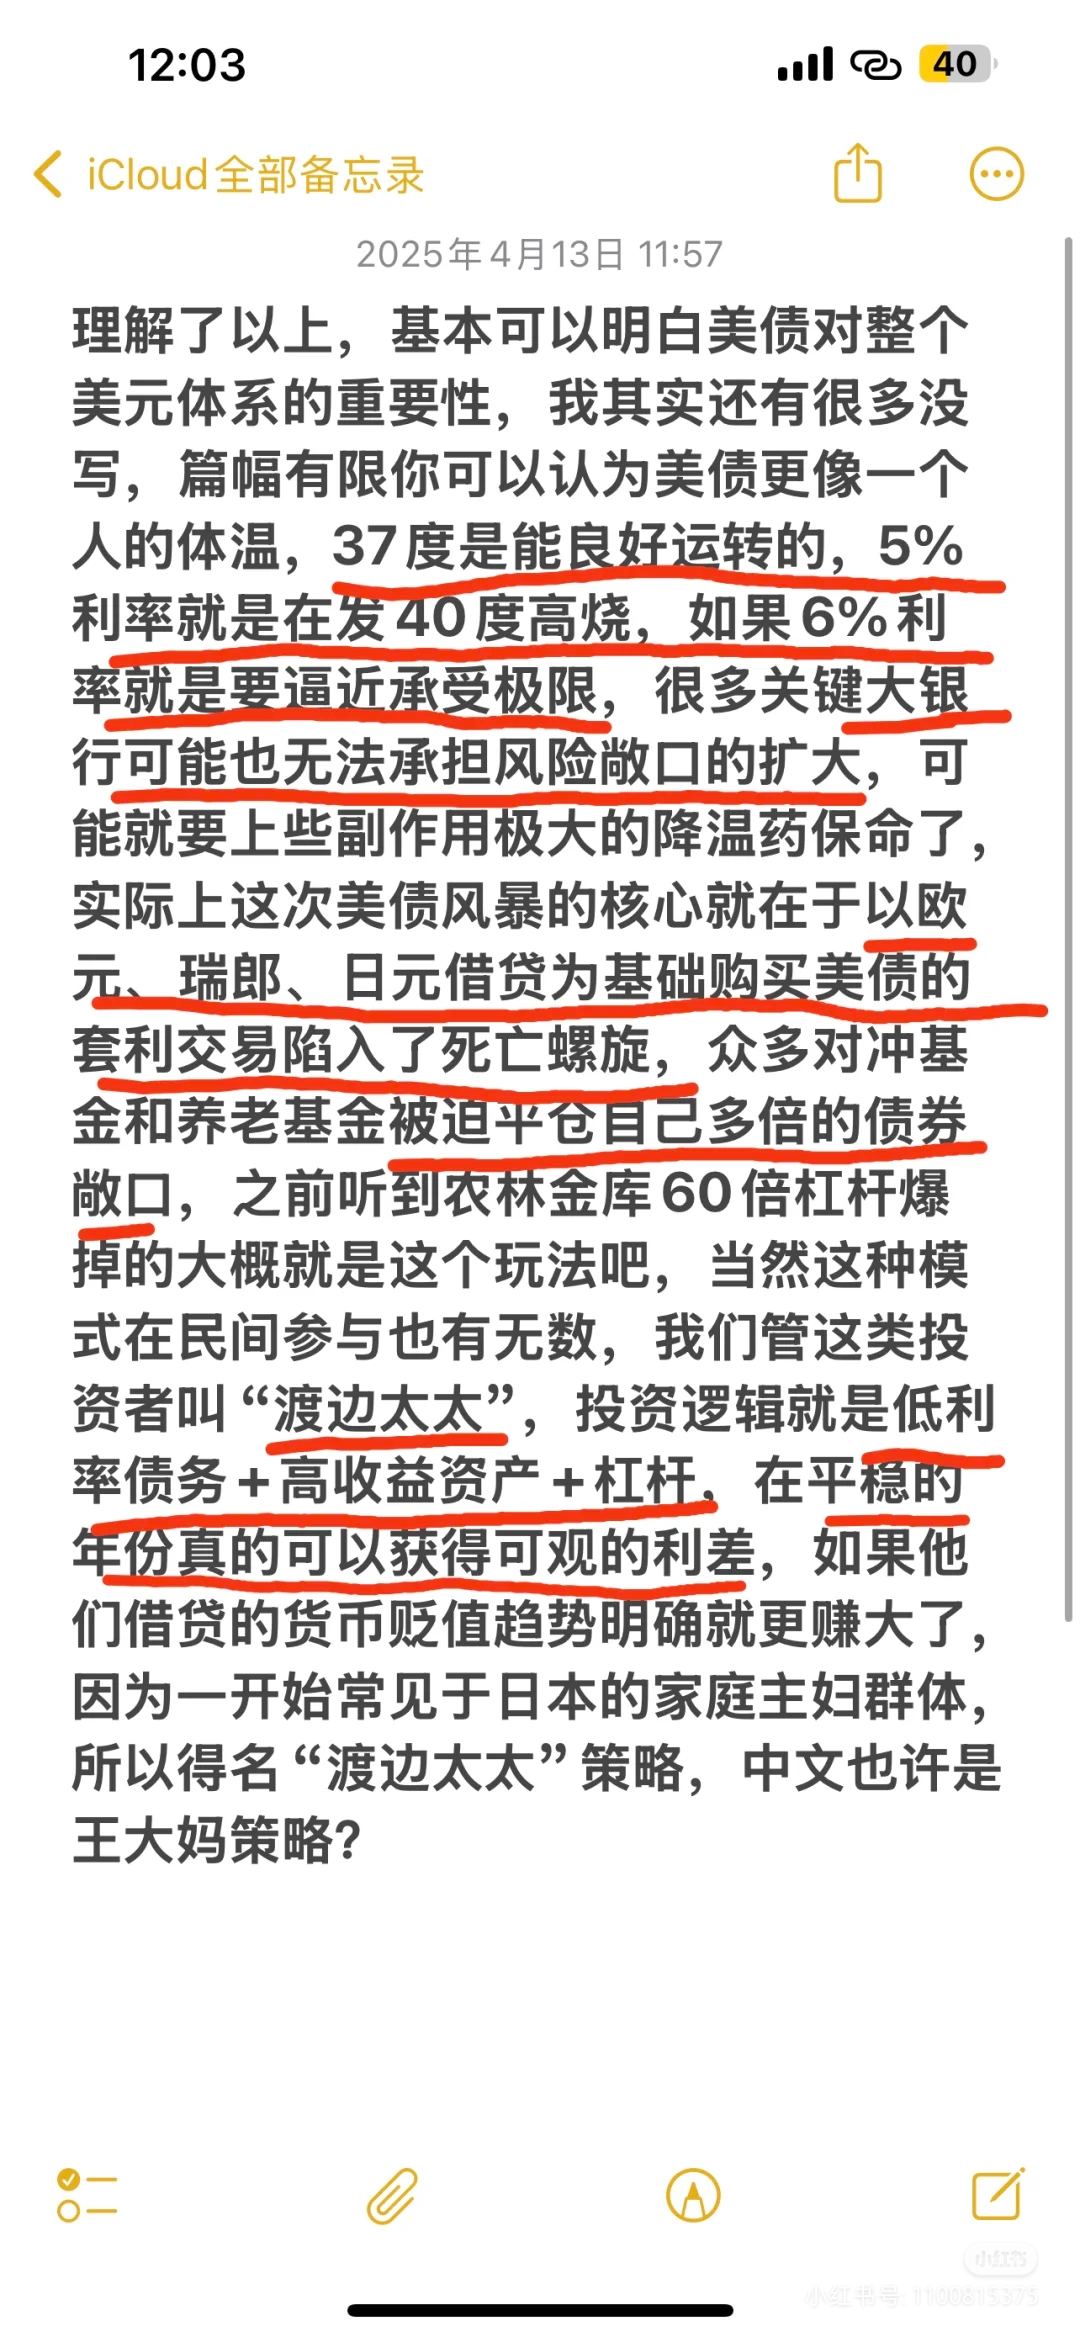 12:03
40
iCloud全部备忘录
2025年4月13日 11:57
理解了以上，基本可以明白美债对整个
美元体系的重要性，我其实还有很多没
写，篇幅有限你可以认为美债更像一个
人的体温，37度是能良好运转的，5%
利率就是在发40度高烧，如果6%利
率就是要逼近承受极限，很多关键大银
行可能也无法承担风险敞口的扩大，可
能就要上些副作用极大的降温药保命了，
实际上这次美债风暴的核心就在于以欧
元、瑞郎、日元借贷为基础购买美债的
套利交易陷入了死亡螺旋，众多对冲基
金和养老基金被迫平仓自己多倍的债券
敞口，之前听到农林金库60倍杠杆爆
掉的大概就是这个玩法吧，当然这种模
式在民间参与也有无数，我们管这类投
资者叫“渡边太太”，投资逻辑就是低利
率债务+高收益资产+杠杆，在平稳的
年份真的可以获得可观的利差，如果他
们借贷的货币贬值趋势明确就更赚大了，
因为一开始常见于日本的家庭主妇群体，
所以得名“渡边太太”策略，中文也许是
王大妈策略?
小红书
小红书号: 1100815375